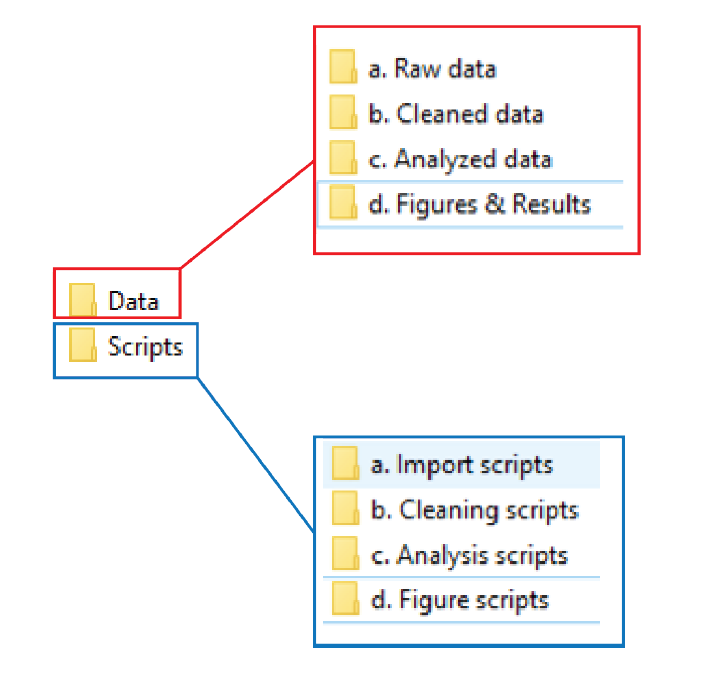 a. Raw data
b. Cleaned data
c. Analyzed data
d. Figures & Results
Data
Scripts
a. Import scripts
b. Cleaning scripts
c. Analysis scripts
d. Figure scripts